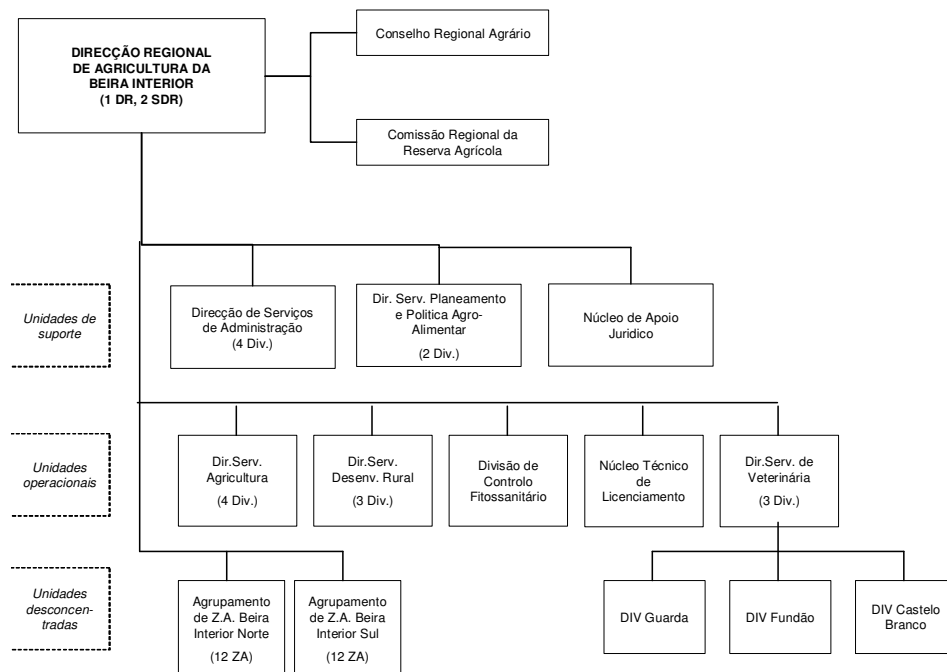 DIRECÇÃO REGIONAL
DE AGRICULTURA DA
BEIRA INTERIOR
(1 DR, 2 SDR)
Conselho Regional Agrário
Comissão Regional da
Reserva Agrícola
Unidades de
suporte
Direcção de Serviços
de Administração
(4 Div.)
Dir. Serv. Planeamento
e Politica Agro-
Alimentar
(2 Div.)
Núcleo de Apoio
Juridico
Unidades
operacionais
Dir.Serv.
Agricultura
(4 Div.)
Dir.Serv.
Desenv. Rural
(3 Div.)
Divisão de
Controlo
Fitossanitário
Núcleo Técnico
de
Licenciamento
Dir.Serv. de
Veterinária
(3 Div.)
Unidades
desconcen-
tradas
Agrupamento
de Z.A. Beira
Interior Norte
(12 ZA)
Agrupamento
de Z.A. Beira
Interior Sul
(12 ZA)
DIV Guarda
DIV Fundão
DIV Castelo
Branco